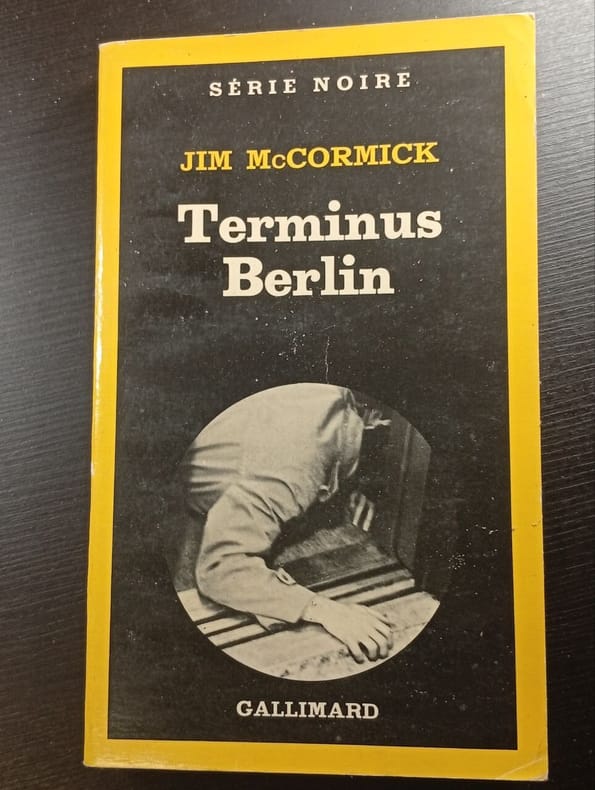 SÉRIE NOIRE
JIM McCORMICK
Terminus
Berlin
GALLIMARD